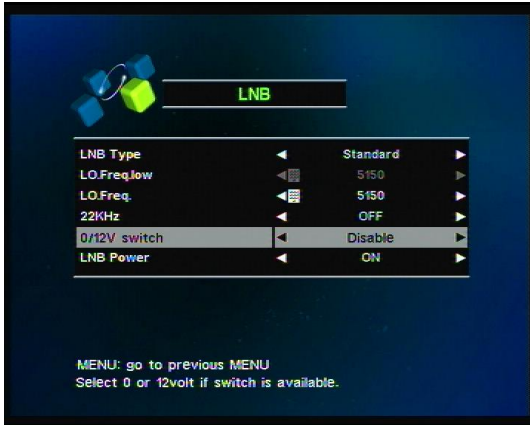 LNB
LNB Type Standard
LO.Freq.low 5150
LO.Freq. 5150
22KHz OFF
0/12V switch Disable
LNB Power ON
MENU: go to previous MENU
Select 0 or 12volt if switch is available.